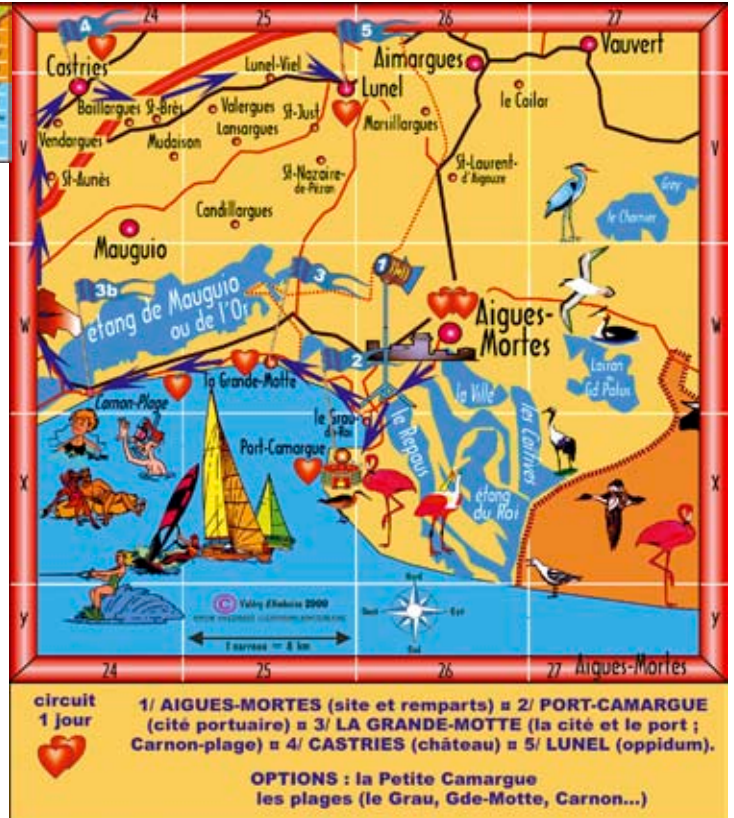 24 25 26 27
4
5
Castries
Lunel-Viel
Lunel
Aimargues
Vauvert
Baillargues
St-Brès
Valergues
le Cailar
Vendargues
Mudaison
Lansargues
St-Just
Marsillargues
V
V
St-Aunès
St-Nazaire-
de-Pézan
St-Laurent-
d'Aigouze
Grey
le Charnier
Candillargues
Mauguio
3b
3
1
W
W
étang de Mauguio
ou de l'Or
Aigues-
Mortes
2
Carnon-Plage
la Grande-Motte
la Ville
le Grau-
du-Roi
le Repaus
Port-Camargue
étang
du Roi
X
X
Nord
Est
Sud
© Valéry d'Amboise 2000
1 carreau = 8 km
y
y
24 25 26 27 Aigues-Mortes
circuit
1 jour
1/ AIGUES-MORTES (site et remparts) ¤ 2/ PORT-CAMARGUE
(cité portuaire) ¤ 3/ LA GRANDE-MOTTE (la cité et le port ;
Carnon-plage) ¤ 4/ CASTRIES (château) ¤ 5/ LUNEL (oppidum).
OPTIONS : la Petite Camargue
les plages (le Grau, Gde-Motte, Carnon...)